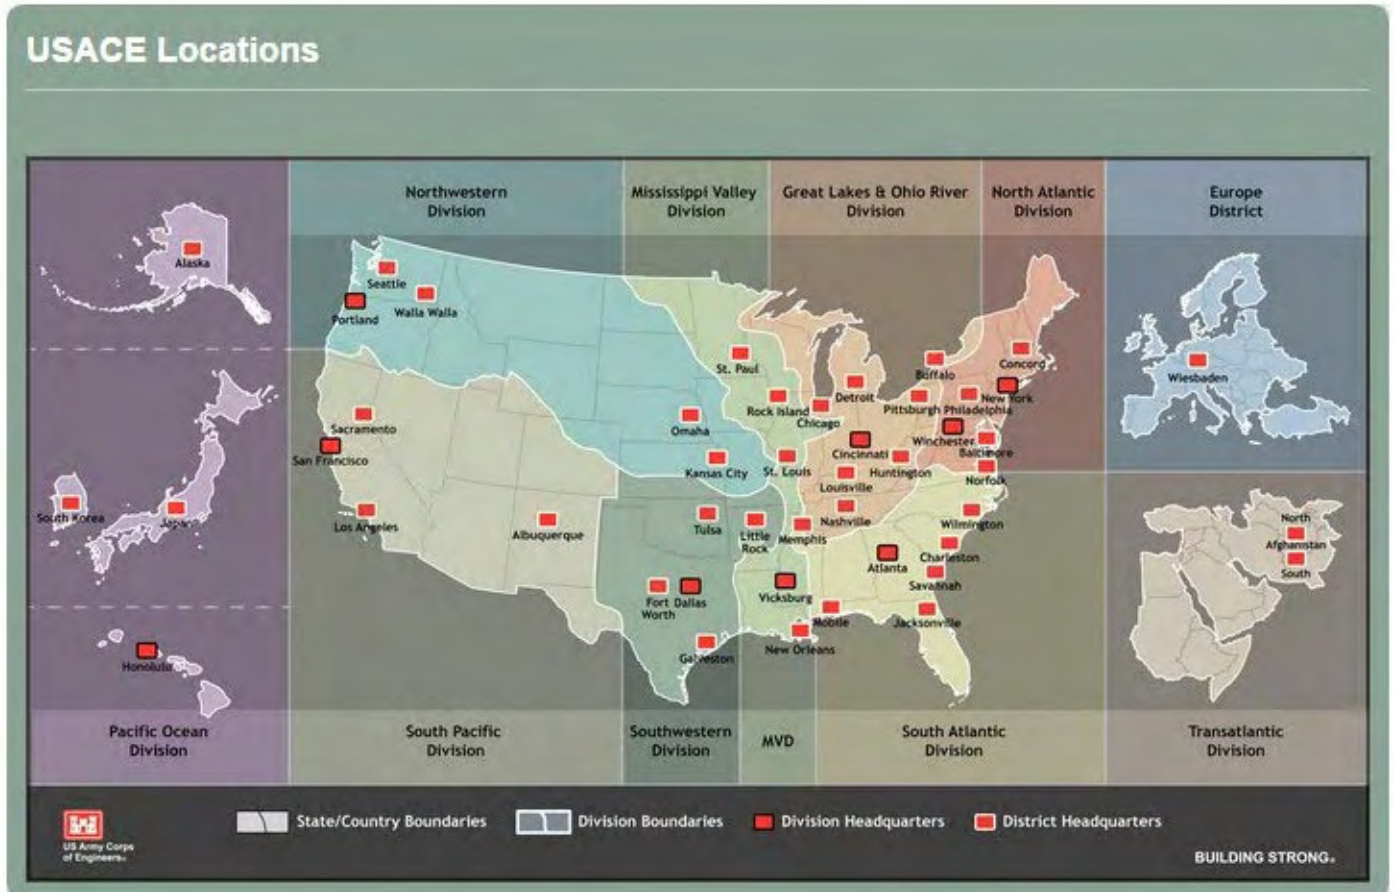 USACE Locations
Northwestern
Division
Mississippi Valley
Division
Great Lakes & Ohio River
Division
North Atlantic
Division
Europe
District
Alaska
Seattle
Portland
Walla Walla
St. Paul
Buffalo
Concord
Wiesbaden
Detroit
Rock Island
Chicago
Pittsburgh
Philadelphia
New York
Sacramento
Omaha
San Francisco
Kansas City
St. Louis
Cincinnati
Winchester
Baltimore
Huntington
Louisville
Norfolk
South Korea
Japan
Los Angeles
Albuquerque
Tulsa
Little
Rock
Memphis
Nashville
Wilmington
North
Afghanistan
South
Charleston
Atlanta
Savannah
Fort
Worth
Dallas
Vicksburg
Mobile
Jacksonville
Galveston
New Orleans
Honolulu
Pacific Ocean
Division
South Pacific
Division
Southwestern
Division
MVD
South Atlantic
Division
Transatlantic
Division
US Army Corps
of Engineers®
State/Country Boundaries
Division Boundaries
Division Headquarters
District Headquarters
BUILDING STRONG®